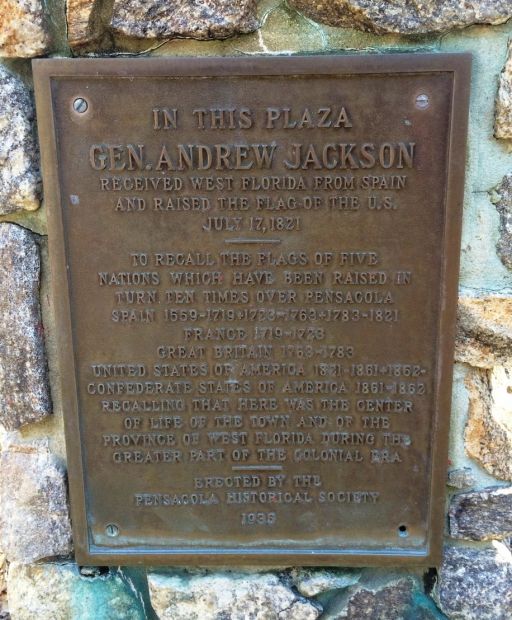 IN THIS PLAZA
GEN. ANDREW JACKSON
RECEIVED WEST FLORIDA FROM SPAIN
AND RAISED THE FLAG OF THE U.S.
JULY 17, 1821
TO RECALL THE FLAGS OF FIVE
NATIONS WHICH HAVE BEEN RAISED IN
TURN, TEN TIMES, OVER PENSACOLA
SPAIN 1559-1719·1723-1763·1783-1821
FRANCE 1719-1723
GREAT BRITAIN 1763-1783
UNITED STATES OF AMERICA 1821-1861·1862-
CONFEDERATE STATES OF AMERICA 1861-1862
RECALLING THAT HERE WAS THE CENTER
OF LIFE OF THE TOWN AND OF THE
PROVINCE OF WEST FLORIDA DURING THE
GREATER PART OF THE COLONIAL ERA
ERECTED BY THE
PENSACOLA HISTORICAL SOCIETY
1935